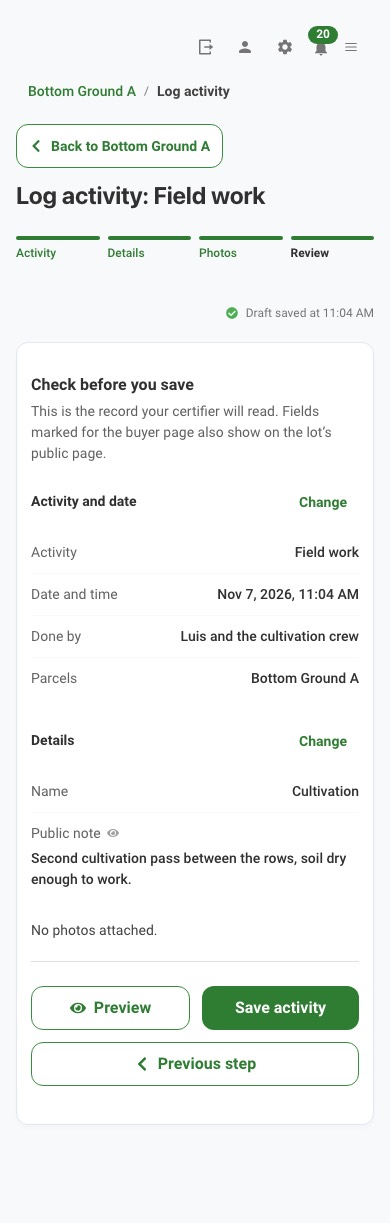 20
Bottom Ground A / Log activity
Back to Bottom Ground A
Log activity: Field work
Activity Details Photos Review
Draft saved at 11:04 AM
Check before you save
This is the record your certifier will read. Fields
marked for the buyer page also show on the lot's
public page.
Activity and date Change
Activity Field work
Date and time Nov 7, 2026, 11:04 AM
Done by Luis and the cultivation crew
Parcels Bottom Ground A
Details Change
Name Cultivation
Public note
Second cultivation pass between the rows, soil dry
enough to work.
No photos attached.
Preview Save activity
Previous step